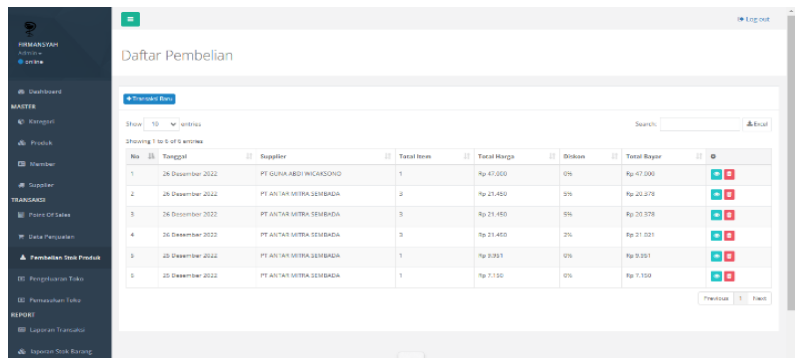 FIRMANSYAH
Admin
online
Dashboard
MASTER
Kategori
Produk
Member
Supplier
TRANSAKSI
Point Of Sales
Data Penjualan
Pembelian Stok Produk
Pengeluaran Toko
Pemasukan Toko
REPORT
Laporan Transaksi
laporan Stok Barang
Log out
Daftar Pembelian
+Transaksi Baru
Show 10 entries
Search:
Excel
Showing 1 to 6 of 6 entries
No Tanggal Supplier Total Item Total Harga Diskon Total Bayar
1 26 Desember 2022 PT GUNA ABDI WICAKSONO 1 Rp 47.000 0% Rp 47.000
2 26 Desember 2022 PT ANTAR MITRA SEMBADA 3 Rp 21.450 5% Rp 20.378
3 26 Desember 2022 PT ANTAR MITRA SEMBADA 3 Rp 21.450 5% Rp 20.378
4 26 Desember 2022 PT ANTAR MITRA SEMBADA 3 Rp 21.450 2% Rp 21.021
5 25 Desember 2022 PT ANTAR MITRA SEMBADA 1 Rp 9.951 0% Rp 9.951
25 Desember 2022 PT ANTAR MITRA SEMBADA 1 Rp 7.150 0% Rp 7.150
Previous 1 Next